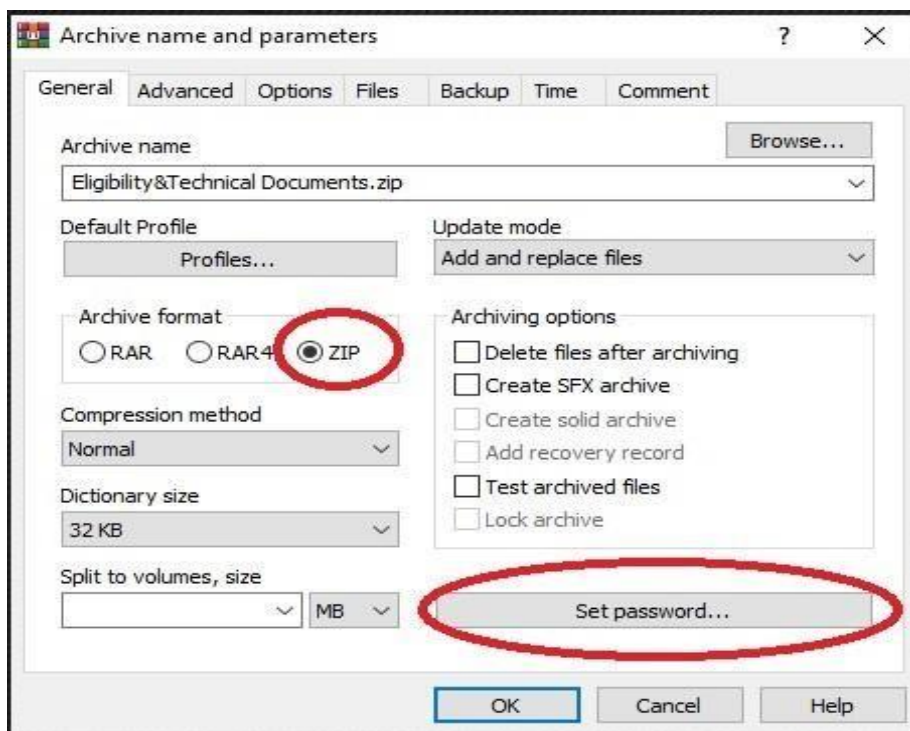 Archive name and parameters
?
General Advanced Options Files Backup Time Comment
Archive name
Browse...
Eligibility&Technical Documents.zip
Default Profile
Update mode
Profiles...
Add and replace files
Archive format
Archiving options
RAR RAR4 ZIP
Delete files after archiving
Create SFX archive
Compression method
Create solid archive
Normal
Add recovery record
Dictionary size
Test archived files
32 KB
Lock archive
Split to volumes, size
MB
Set password...
OK Cancel Help